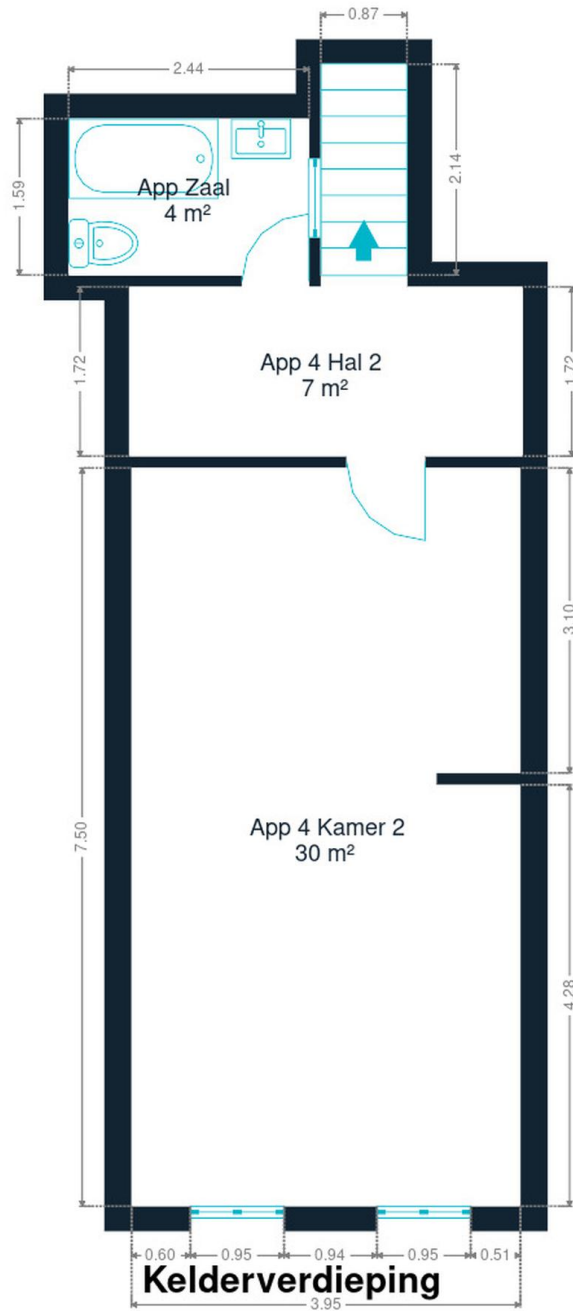 0.87
2.44
1.59
2.14
App Zaal
4 m²
1.72
App 4 Hal 2
7 m²
1.72
3.10
7.50
App 4 Kamer 2
30 m²
4.28
0.60
0.95
0.94
0.95
0.51
Kelderverdieping
3.95